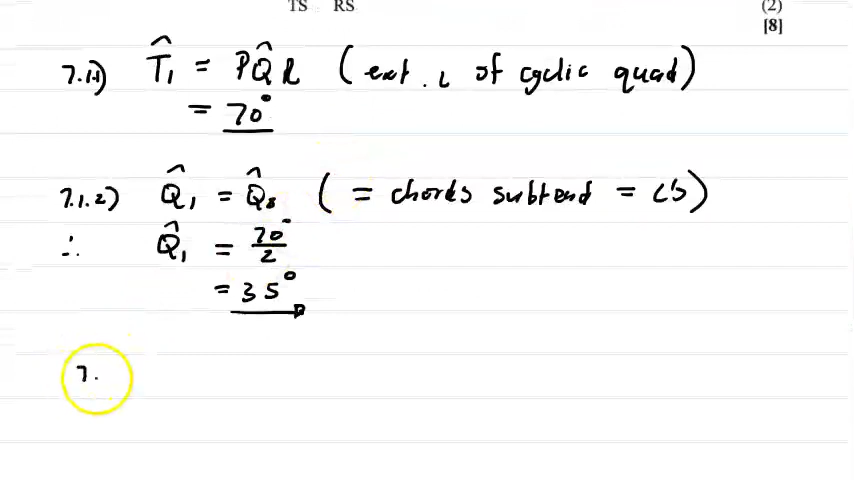 TS RS (2)
[8]
7.1.1) T̂₁ = PQ̂R (ext. ∠ of cyclic quad)
= 70°
7.1.2) Q̂₁ = Q̂₂ ( = chords subtend = ∠'s)
∴ Q̂₁ = 70°/2
= 35°
7.